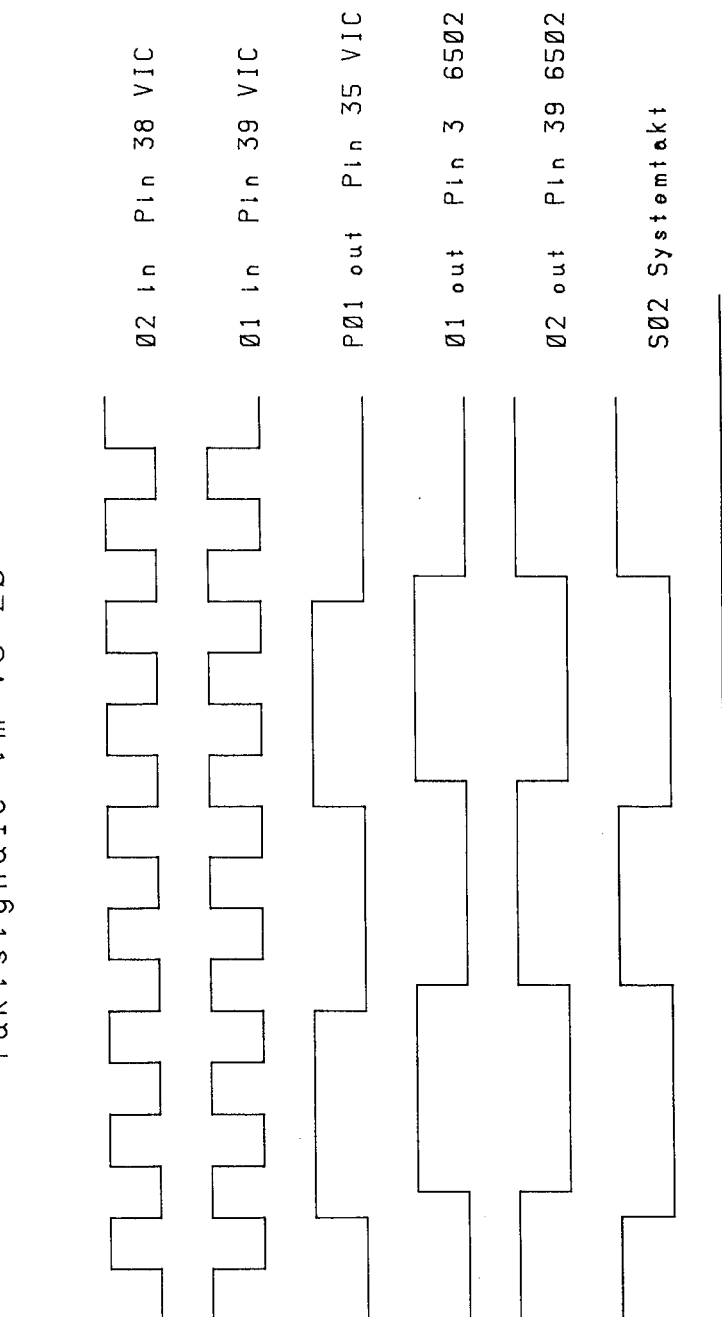 Ø2 in Pin 38 VIC
Ø1 in Pin 39 VIC
PØ1 out Pin 35 VIC
Ø1 out Pin 3 6502
Ø2 out Pin 39 6502
SØ2 Systemtakt